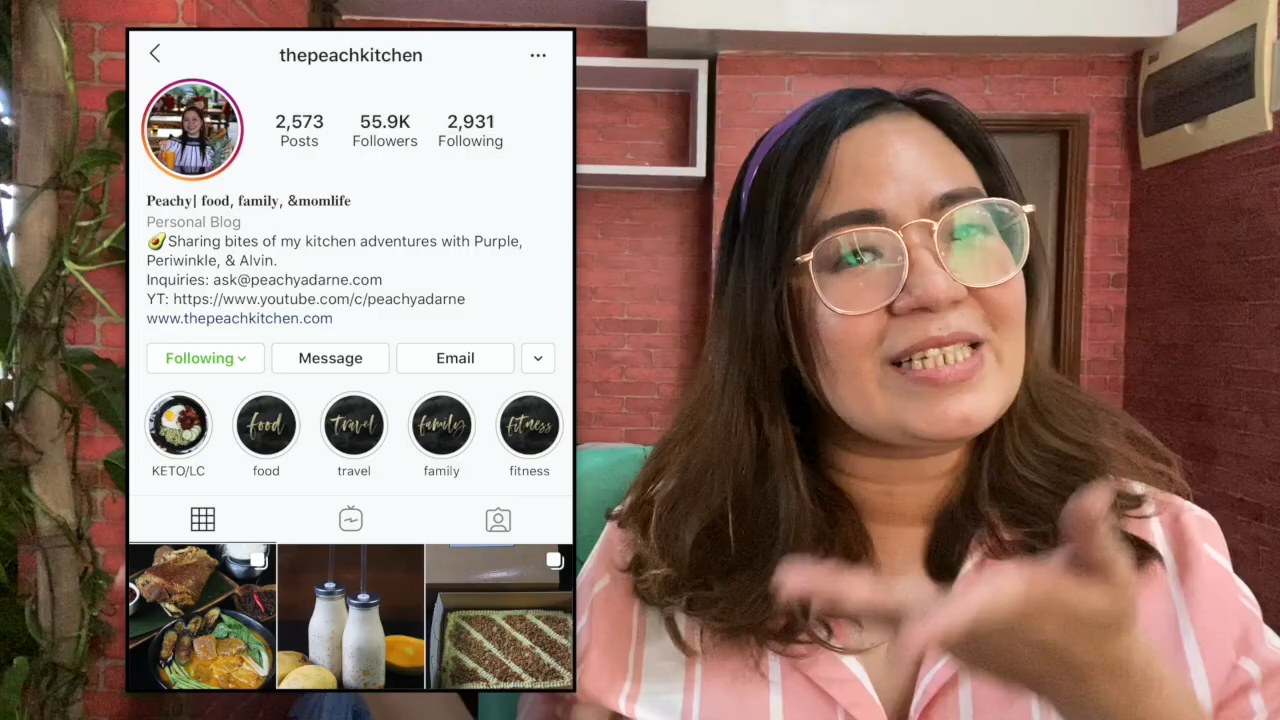 thepeachkitchen
2,573 55.9K 2,931
Posts Followers Following
Peachy| food, family, &momlife
Personal Blog
🥑Sharing bites of my kitchen adventures with Purple,
Periwinkle, & Alvin.
Inquiries: ask@peachyadarne.com
YT: https://www.youtube.com/c/peachyadarne
www.thepeachkitchen.com
Following Message Email
food travel family fitness
KETO/LC food travel family fitness